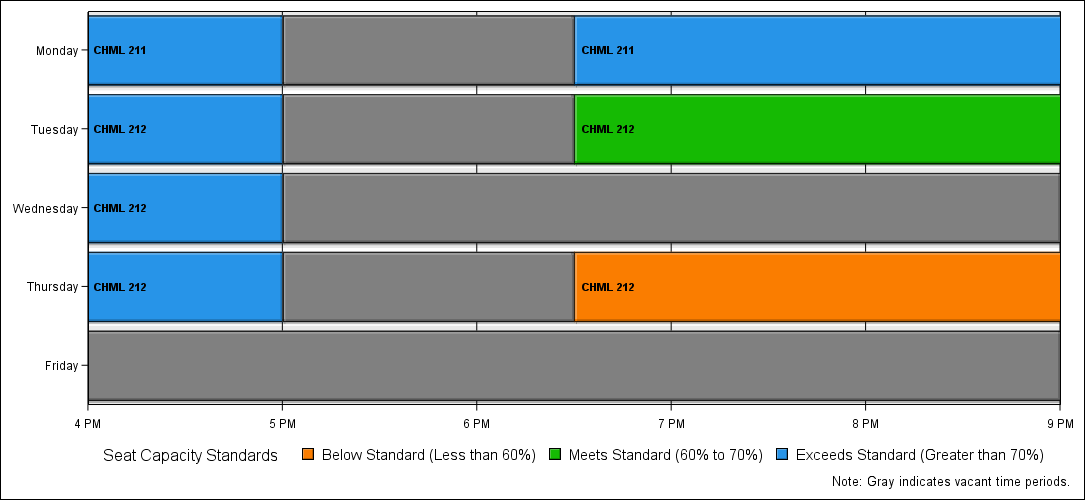 Monday CHML 211 CHML 211
Tuesday CHML 212 CHML 212
Wednesday CHML 212
Thursday CHML 212 CHML 212
Friday
4 PM 5 PM 6 PM 7 PM 8 PM 9 PM
Seat Capacity Standards Below Standard (Less than 60%) Meets Standard (60% to 70%) Exceeds Standard (Greater than 70%)
Note: Gray indicates vacant time periods.